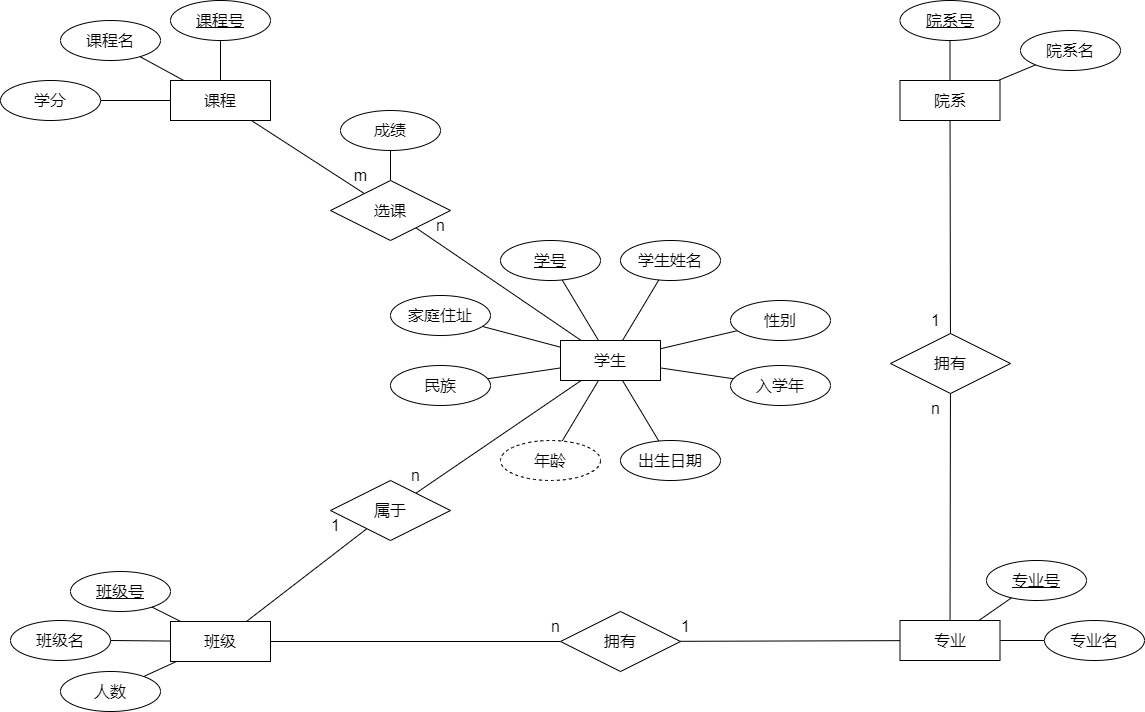 课程号
院系号
课程名
院系名
学分
课程
院系
成绩
m
选课
n
学号
学生姓名
家庭住址
性别
1
学生
拥有
民族
入学年
n
年龄
出生日期
n
属于
1
专业号
班级号
n
1
班级名
班级
拥有
专业
专业名
人数